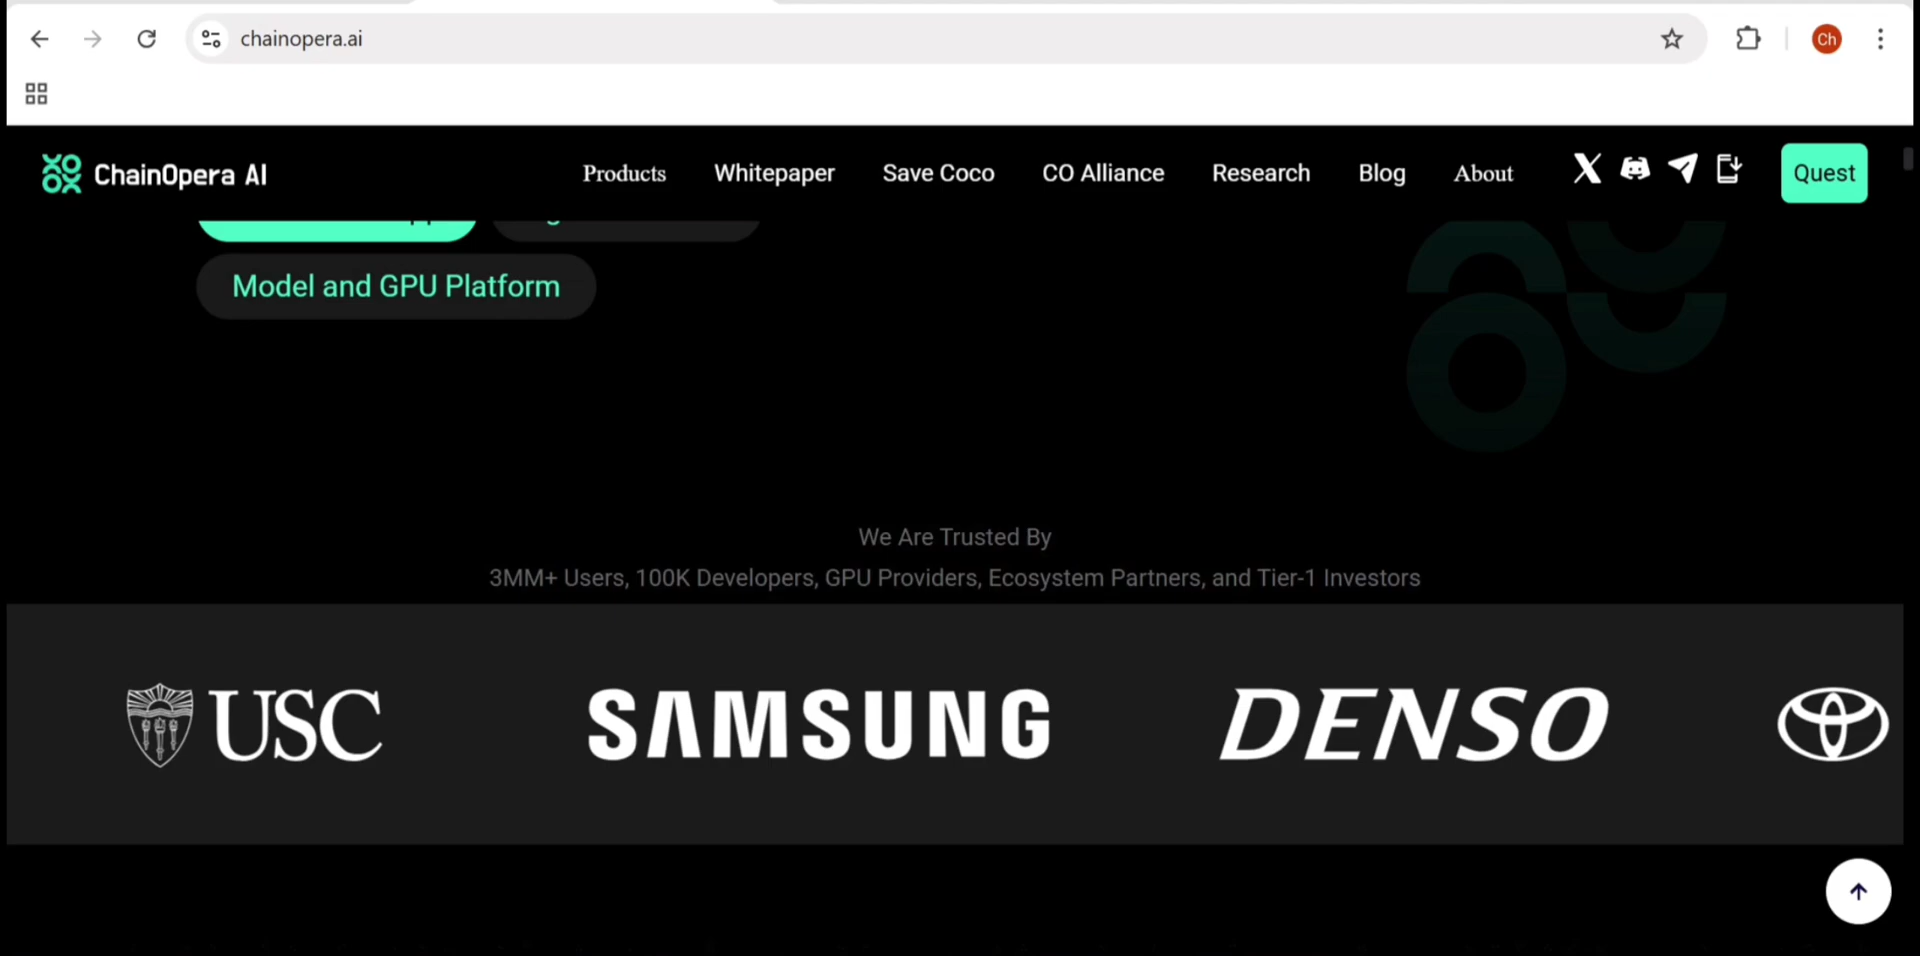 chainopera.ai
Ch
ChainOpera AI
Products
Whitepaper
Save Coco
CO Alliance
Research
Blog
About
Quest
Model and GPU Platform
We Are Trusted By
3MM+ Users, 100K Developers, GPU Providers, Ecosystem Partners, and Tier-1 Investors
USC
SAMSUNG
DENSO